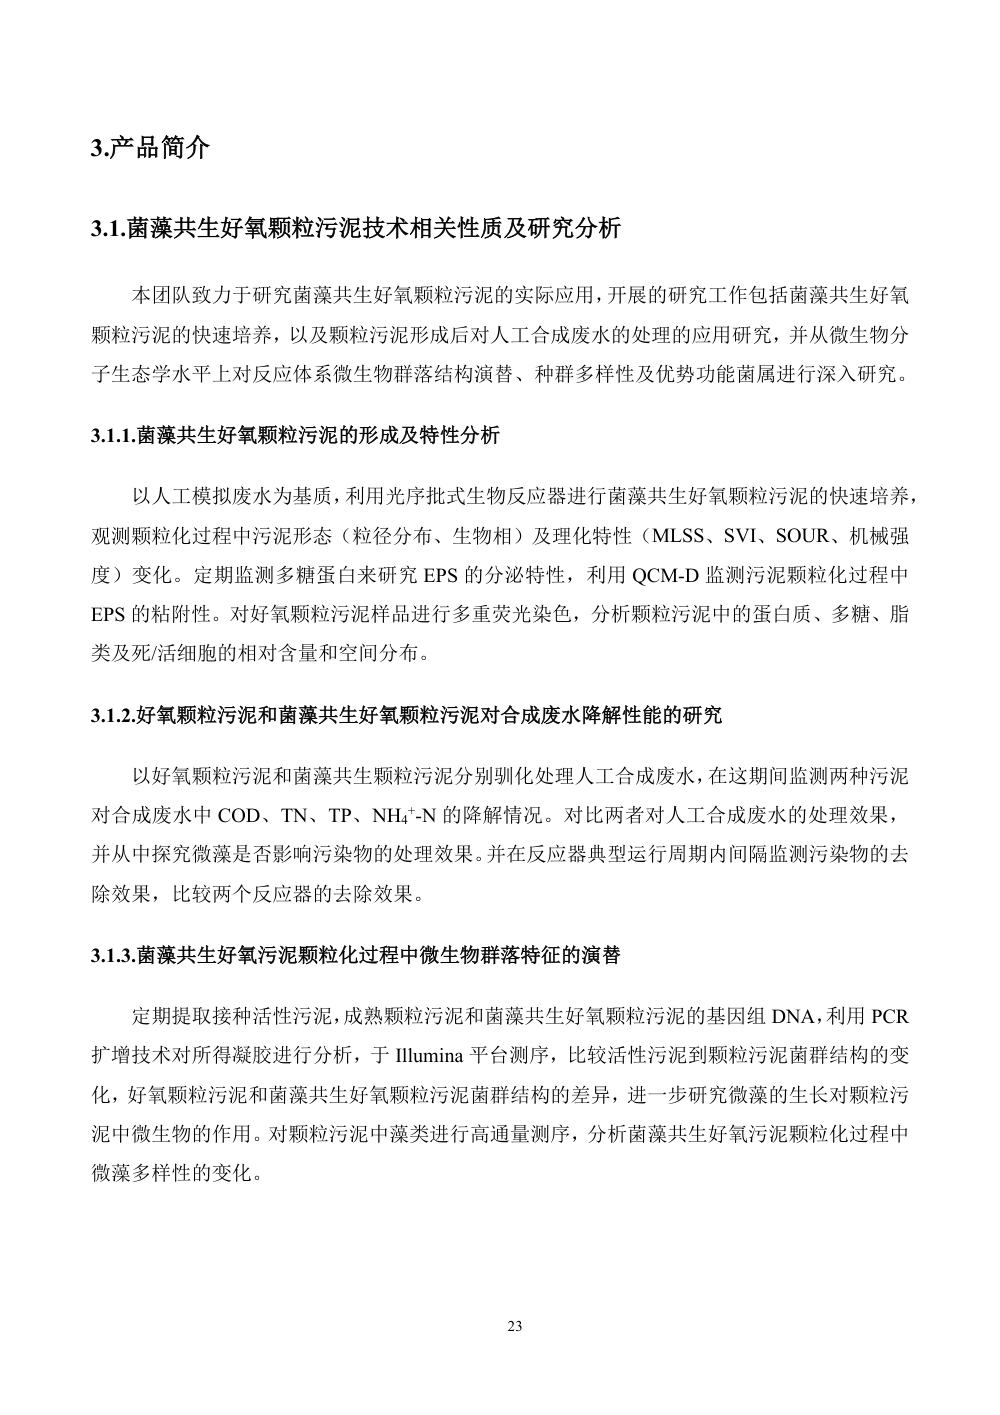 3.产品简介
3.1.菌藻共生好氧颗粒污泥技术相关性质及研究分析
本团队致力于研究菌藻共生好氧颗粒污泥的实际应用，开展的研究工作包括菌藻共生好氧
颗粒污泥的快速培养，以及颗粒污泥形成后对人工合成废水的处理的应用研究，并从微生物分
子生态学水平上对反应体系微生物群落结构演替、种群多样性及优势功能菌属进行深入研究。
3.1.1.菌藻共生好氧颗粒污泥的形成及特性分析
以人工模拟废水为基质，利用光序批式生物反应器进行菌藻共生好氧颗粒污泥的快速培养，
观测颗粒化过程中污泥形态（粒径分布、生物相）及理化特性（MLSS、SVI、SOUR、机械强
度）变化。定期监测多糖蛋白来研究 EPS 的分泌特性，利用 QCM-D 监测污泥颗粒化过程中
EPS 的粘附性。对好氧颗粒污泥样品进行多重荧光染色，分析颗粒污泥中的蛋白质、多糖、脂
类及死/活细胞的相对含量和空间分布。
3.1.2.好氧颗粒污泥和菌藻共生好氧颗粒污泥对合成废水降解性能的研究
以好氧颗粒污泥和菌藻共生颗粒污泥分别驯化处理人工合成废水，在这期间监测两种污泥
对合成废水中 COD、TN、TP、NH₄⁺-N 的降解情况。对比两者对人工合成废水的处理效果，
并从中探究微藻是否影响污染物的处理效果。并在反应器典型运行周期内间隔监测污染物的去
除效果，比较两个反应器的去除效果。
3.1.3.菌藻共生好氧污泥颗粒化过程中微生物群落特征的演替
定期提取接种活性污泥，成熟颗粒污泥和菌藻共生好氧颗粒污泥的基因组 DNA，利用 PCR
扩增技术对所得凝胶进行分析，于 Illumina 平台测序，比较活性污泥到颗粒污泥菌群结构的变
化，好氧颗粒污泥和菌藻共生好氧颗粒污泥菌群结构的差异，进一步研究微藻的生长对颗粒污
泥中微生物的作用。对颗粒污泥中藻类进行高通量测序，分析菌藻共生好氧污泥颗粒化过程中
微藻多样性的变化。
23